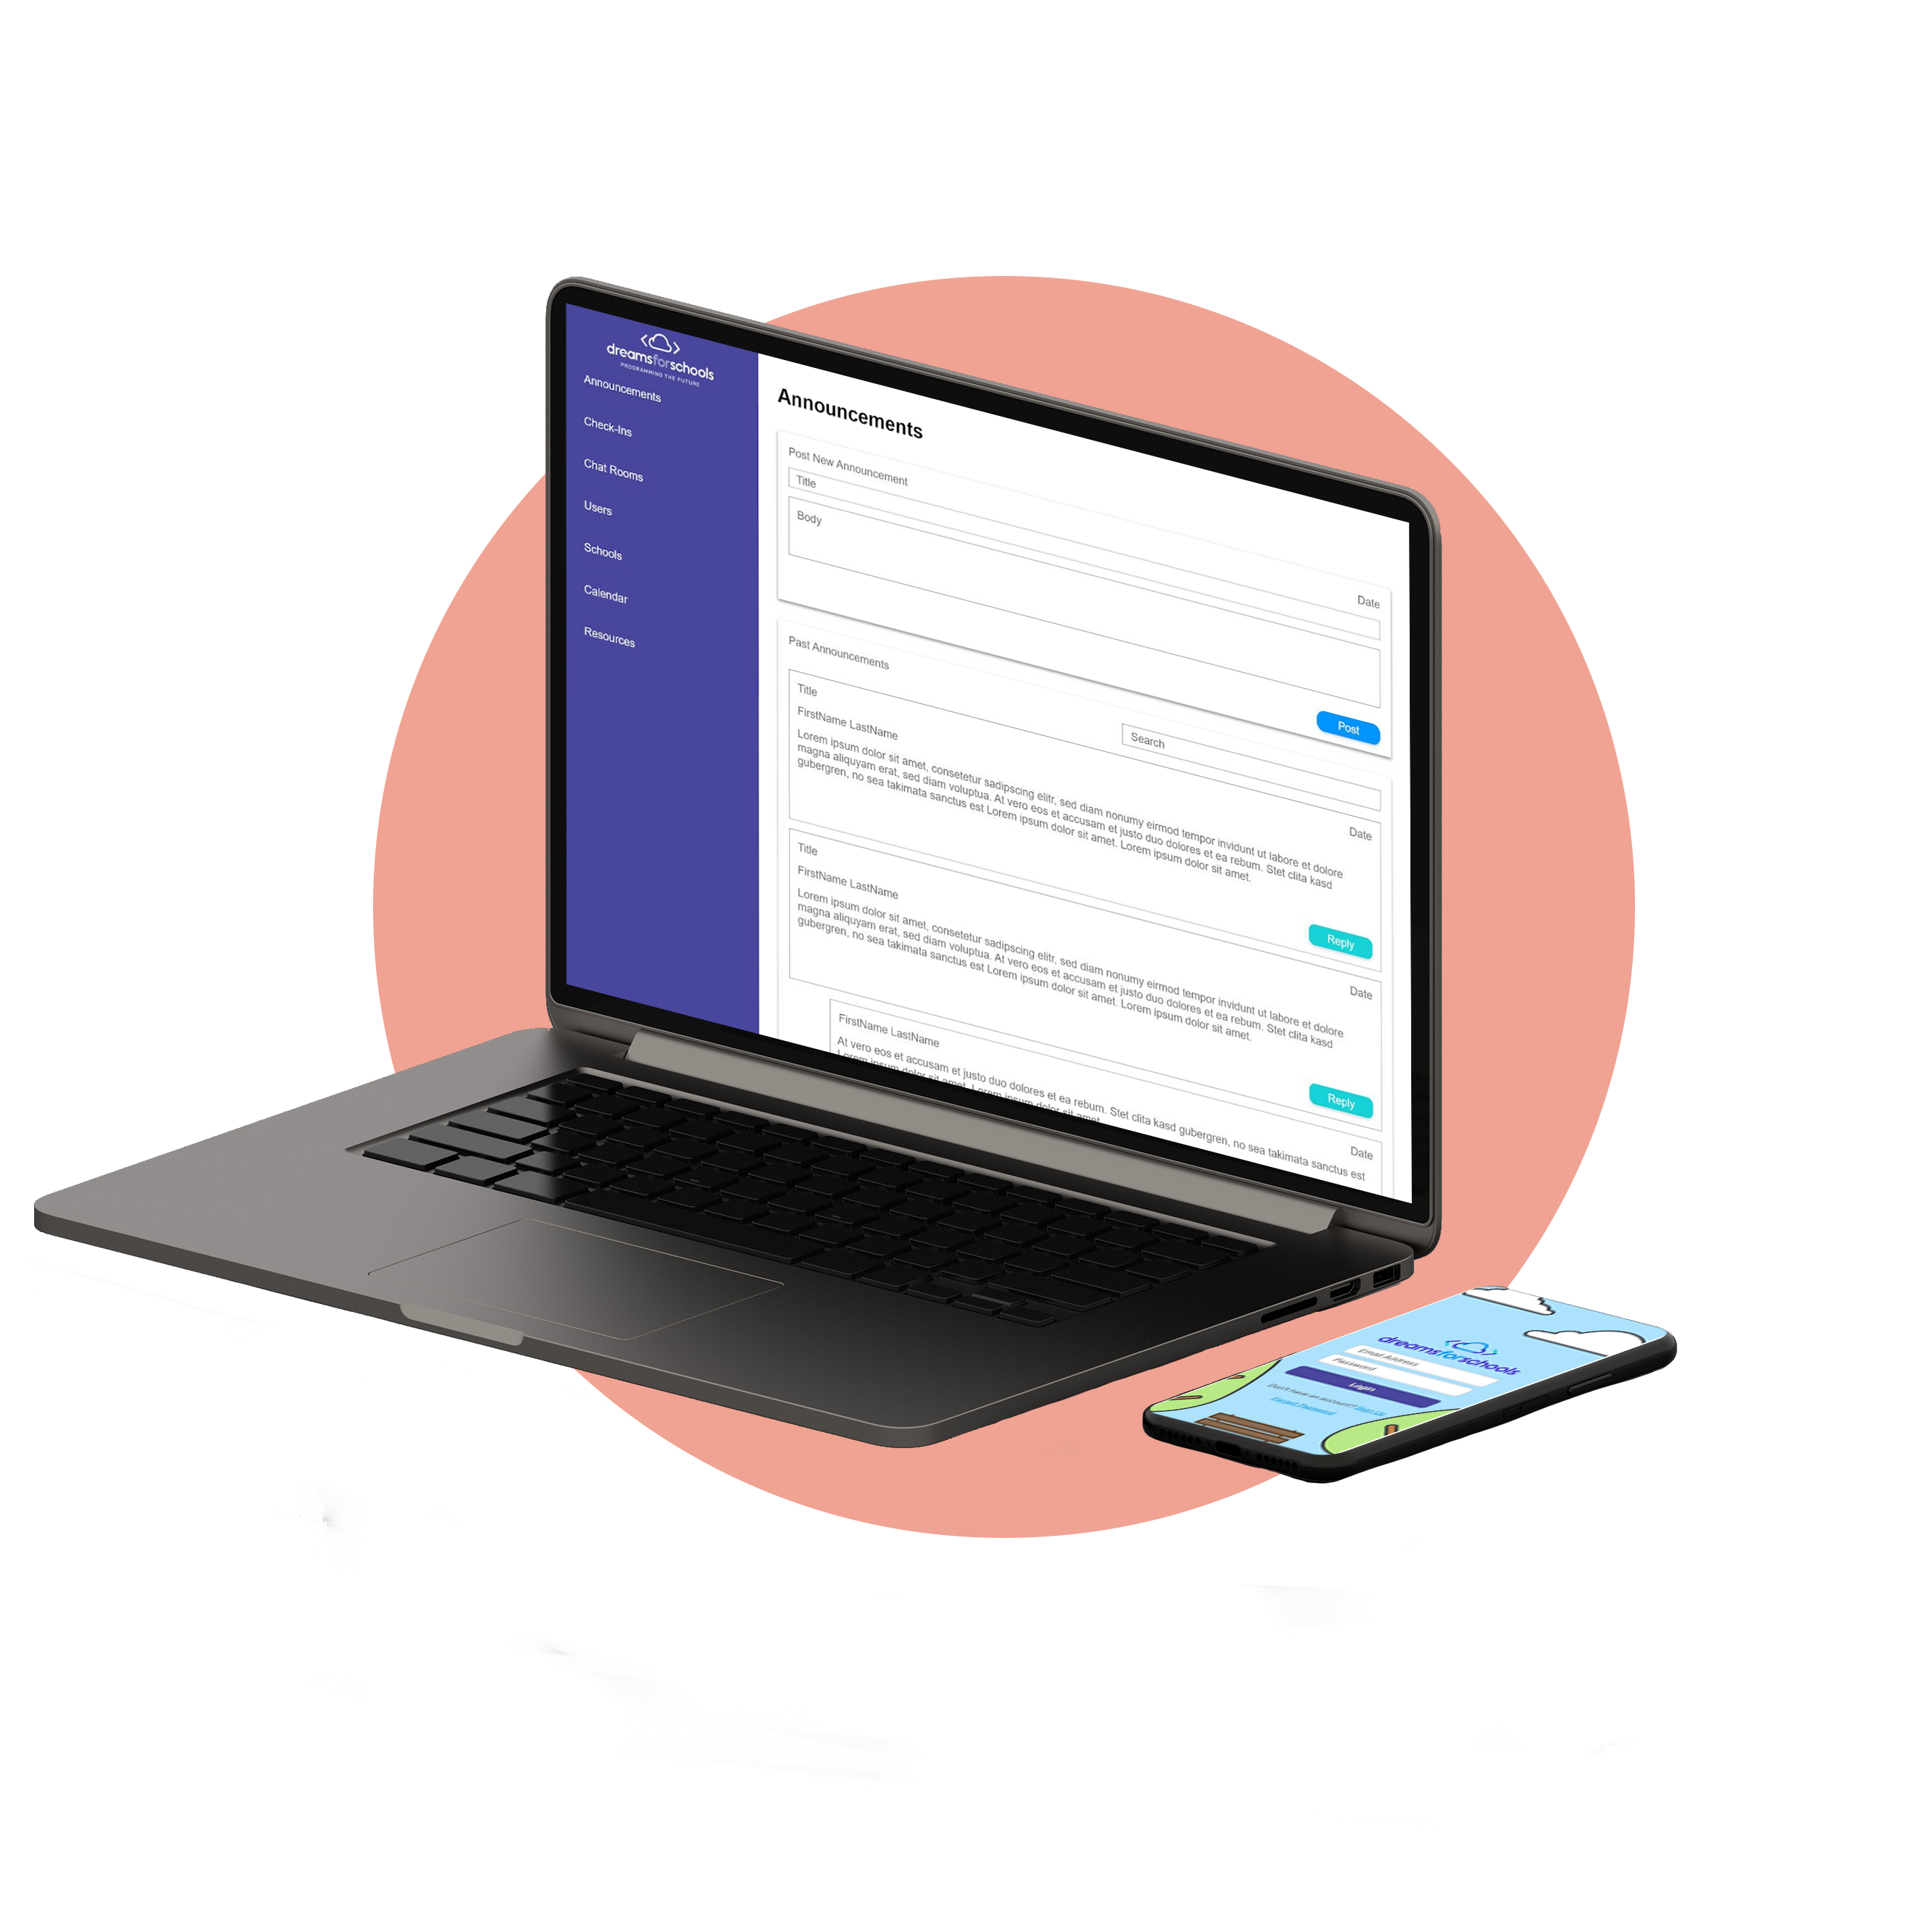 dreamsforschools
PROGRAMMING THE FUTURE
Announcements
Check-Ins
Chat Rooms
Users
Schools
Calendar
Resources
Announcements
Post New Announcement
Date
Title
Body
Post
Past Announcements
Search
Title
Date
FirstName LastName
Lorem ipsum dolor sit amet, consetetur sadipscing elitr, sed diam nonumy eirmod tempor invidunt ut labore et dolore
magna aliquyam erat, sed diam voluptua. At vero eos et accusam et justo duo dolores et ea rebum. Stet clita kasd
gubergren, no sea takimata sanctus est Lorem ipsum dolor sit amet. Lorem ipsum dolor sit amet.
Reply
Title
Date
FirstName LastName
Lorem ipsum dolor sit amet, consetetur sadipscing elitr, sed diam nonumy eirmod tempor invidunt ut labore et dolore
magna aliquyam erat, sed diam voluptua. At vero eos et accusam et justo duo dolores et ea rebum. Stet clita kasd
gubergren, no sea takimata sanctus est Lorem ipsum dolor sit amet. Lorem ipsum dolor sit amet.
Reply
FirstName LastName
Date
At vero eos et accusam et justo duo dolores et ea rebum. Stet clita kasd gubergren, no sea takimata sanctus est
Lorem ipsum dolor sit amet. Lorem ipsum dolor sit amet.
dreamsforschools
Email Address
Password
Login
Don't have an account? Sign Up
Forgot Password